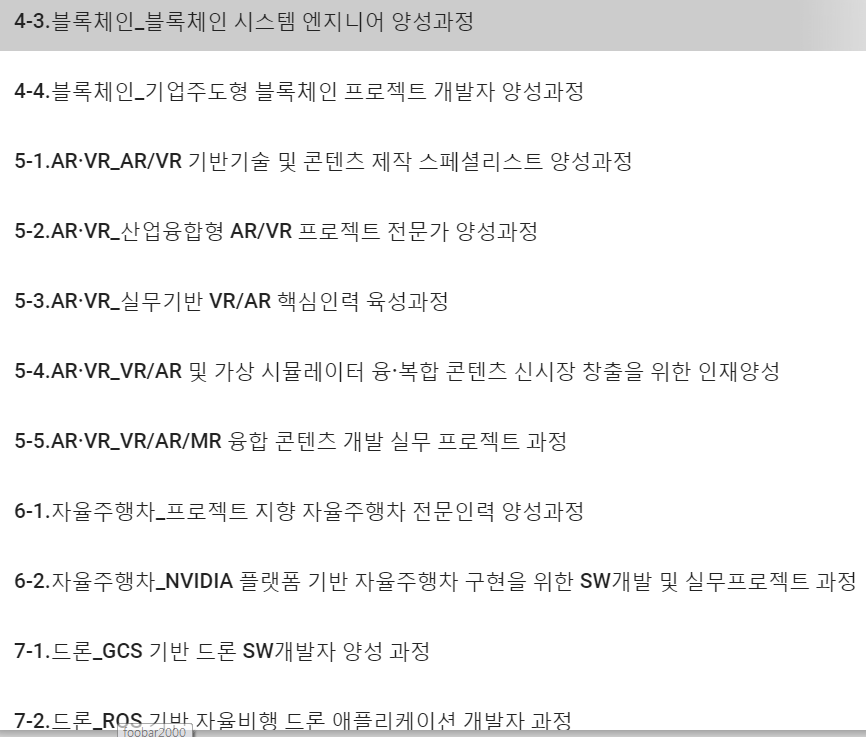 4-3.블록체인_블록체인 시스템 엔지니어 양성과정
4-4.블록체인_기업주도형 블록체인 프로젝트 개발자 양성과정
5-1.AR·VR_AR/VR 기반기술 및 콘텐츠 제작 스페셜리스트 양성과정
5-2.AR·VR_산업융합형 AR/VR 프로젝트 전문가 양성과정
5-3.AR·VR_실무기반 VR/AR 핵심인력 육성과정
5-4.AR·VR_VR/AR 및 가상 시뮬레이터 융·복합 콘텐츠 신시장 창출을 위한 인재양성
5-5.AR·VR_VR/AR/MR 융합 콘텐츠 개발 실무 프로젝트 과정
6-1.자율주행차_프로젝트 지향 자율주행차 전문인력 양성과정
6-2.자율주행차_NVIDIA 플랫폼 기반 자율주행차 구현을 위한 SW개발 및 실무프로젝트 과정
7-1.드론_GCS 기반 드론 SW개발자 양성 과정
7-2.드론_ROS 기반 자율비행 드론 애플리케이션 개발자 과정
foobar2000